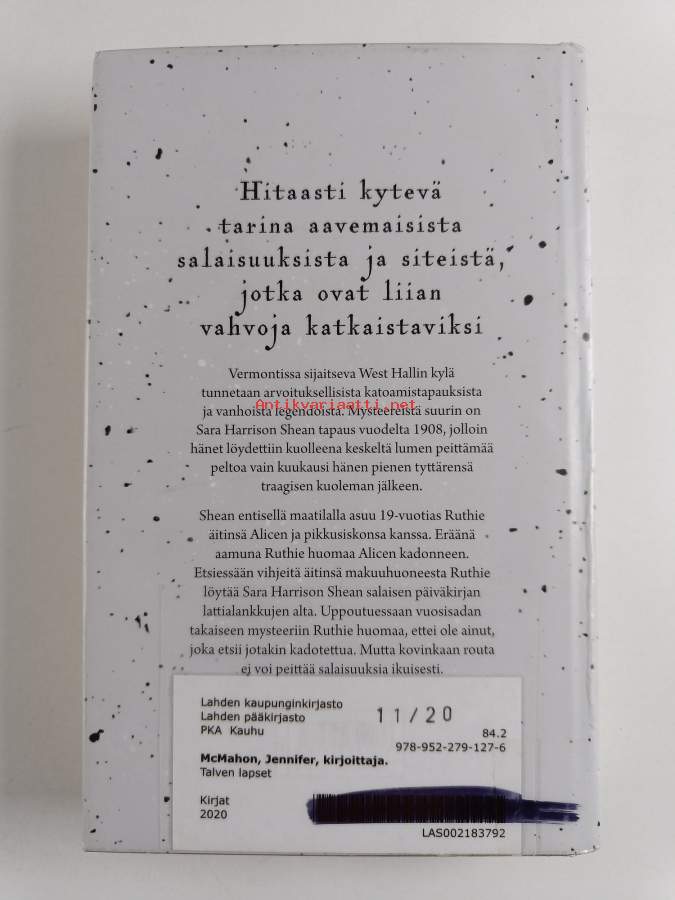 Hitaasti kytevä
tarina aavemaisista
salaisuuksista ja siteistä,
jotka ovat liian
vahvoja katkaistaviksi
Vermontissa sijaitseva West Hallin kylä
tunnetaan arvoituksellisista katoamistapauksista
Antikvariaatti.net
ja vanhoista legendoista. Mysteereistä suurin on
Sara Harrison Shean tapaus vuodelta 1908, jolloin
hänet löydettiin kuolleena keskeltä lumen peittämää
peltoa vain kuukausi hänen pienen tyttärensä
traagisen kuoleman jälkeen.
Shean entisellä maatilalla asuu 19-vuotias Ruthie
äitinsä Alicen ja pikkusiskonsa kanssa. Eräänä
aamuna Ruthie huomaa Alicen kadonneen.
Etsiessään vihjeitä äitinsä makuuhuoneesta Ruthie
löytää Sara Harrison Shean salaisen päiväkirjan
lattialankkujen alta. Uppoutuessaan vuosisadan
takaiseen mysteeriin Ruthie huomaa, ettei ole ainut,
joka etsii jotakin kadotettua. Mutta kovinkaan routa
ei voi peittää salaisuuksia ikuisesti.
Lahden kaupunginkirjasto
Lahden pääkirjasto 11/20
PKA Kauhu 84.2
978-952-279-127-6
McMahon, Jennifer, kirjoittaja.
Talven lapset
Kirjat
2020
LAS002183792